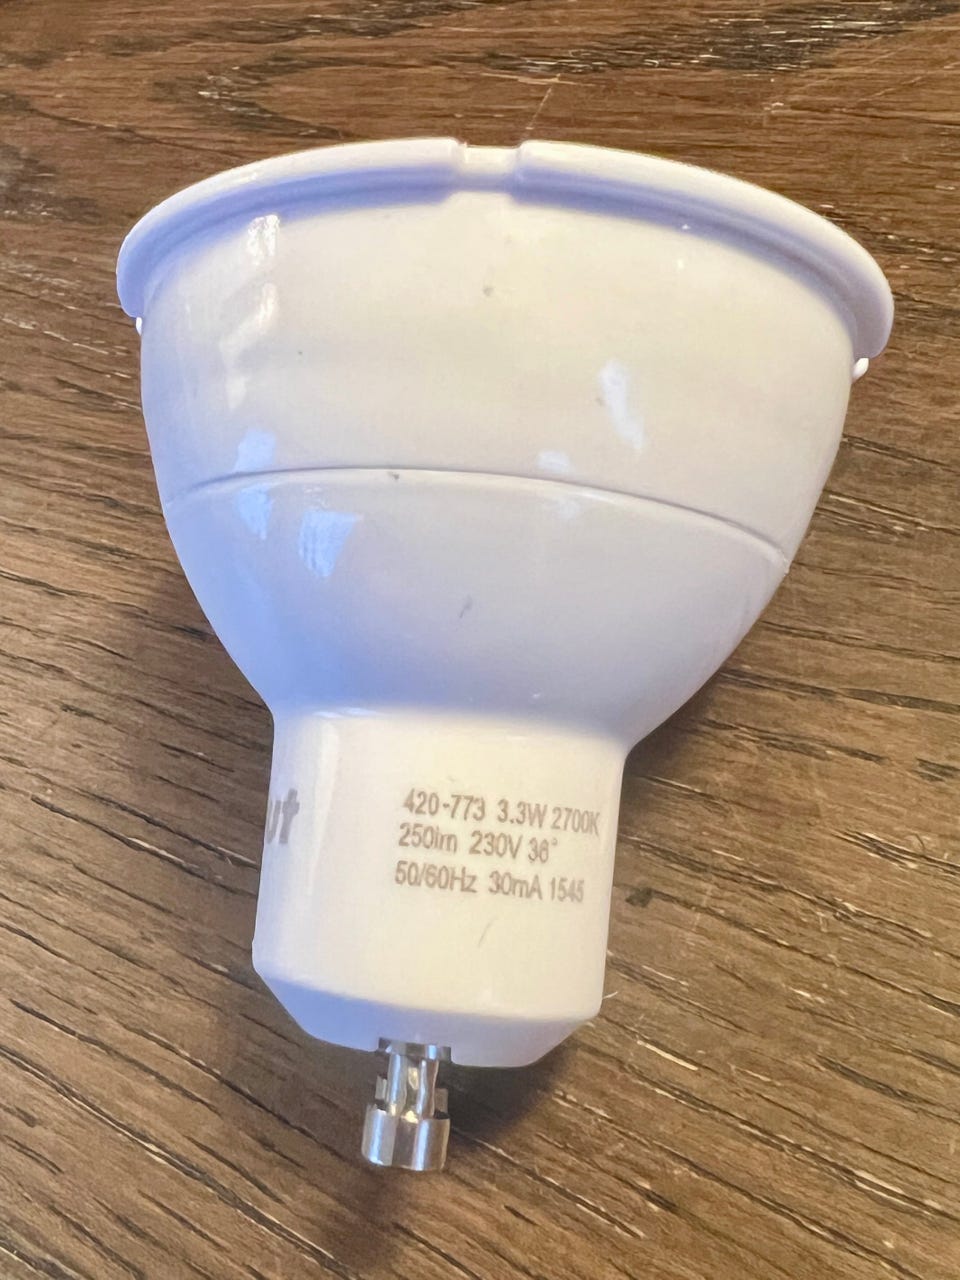 420-773 3.3W 2700K
250lm 230V 36°
50/60Hz 30mA 1545